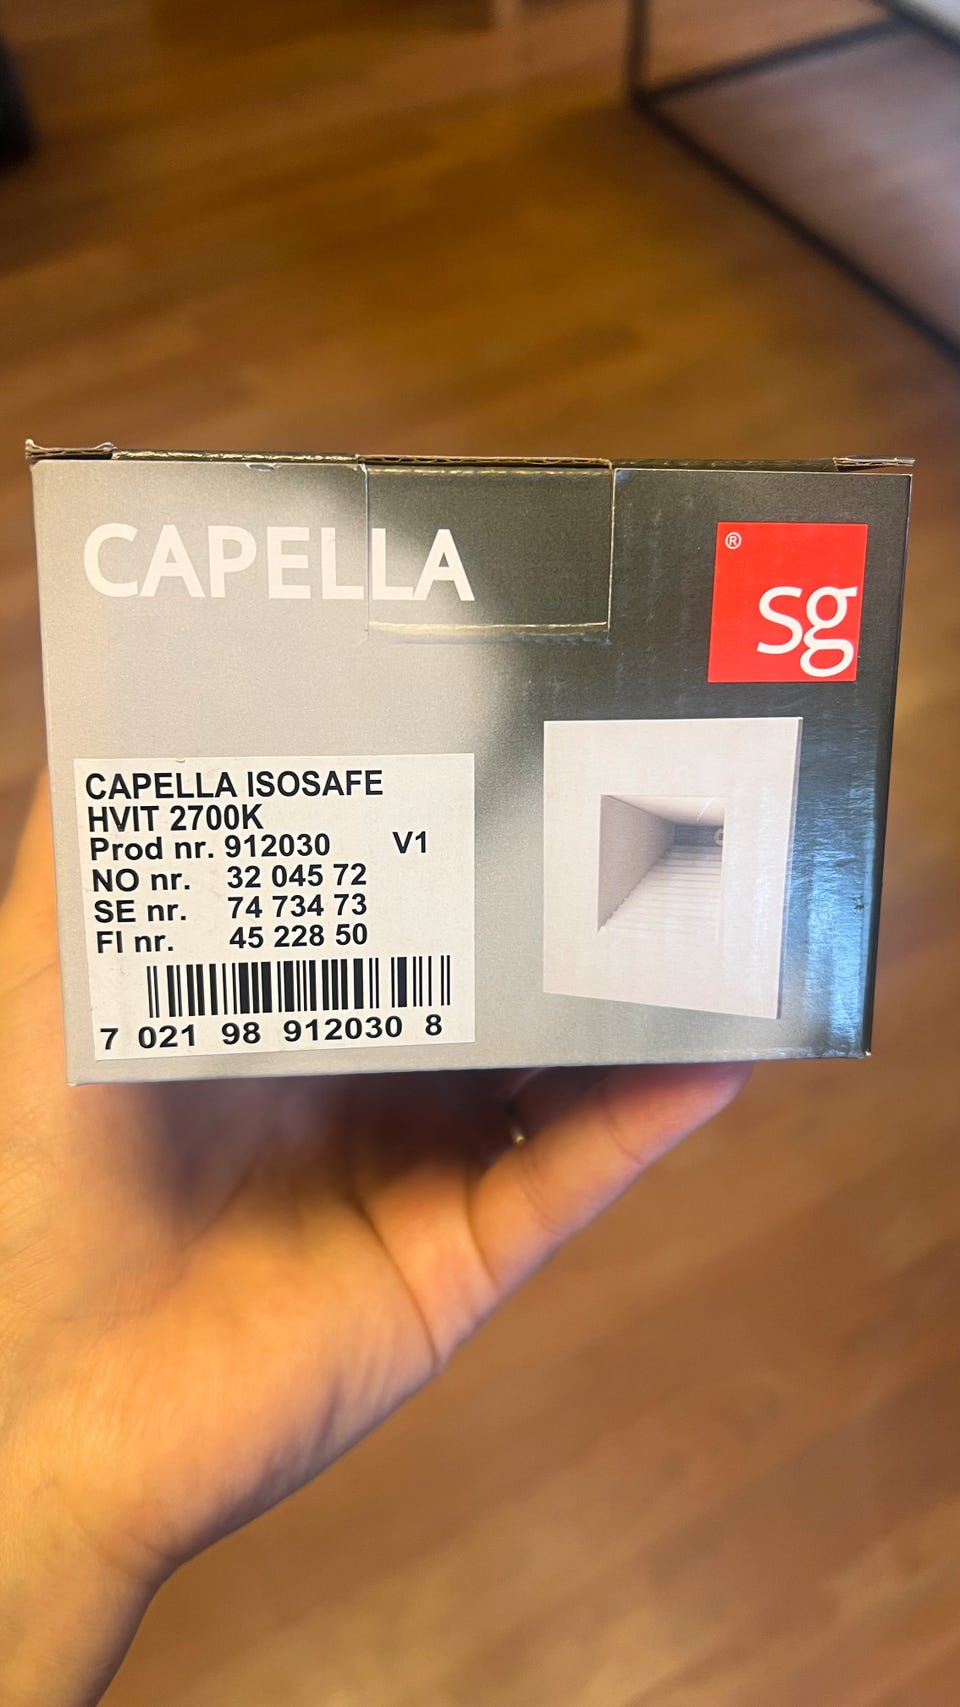 CAPELLA
®
sg
CAPELLA ISOSAFE
HVIT 2700K
Prod nr. 912030 V1
NO nr. 32 045 72
SE nr. 74 734 73
FI nr. 45 228 50
7 021 98 912030 8